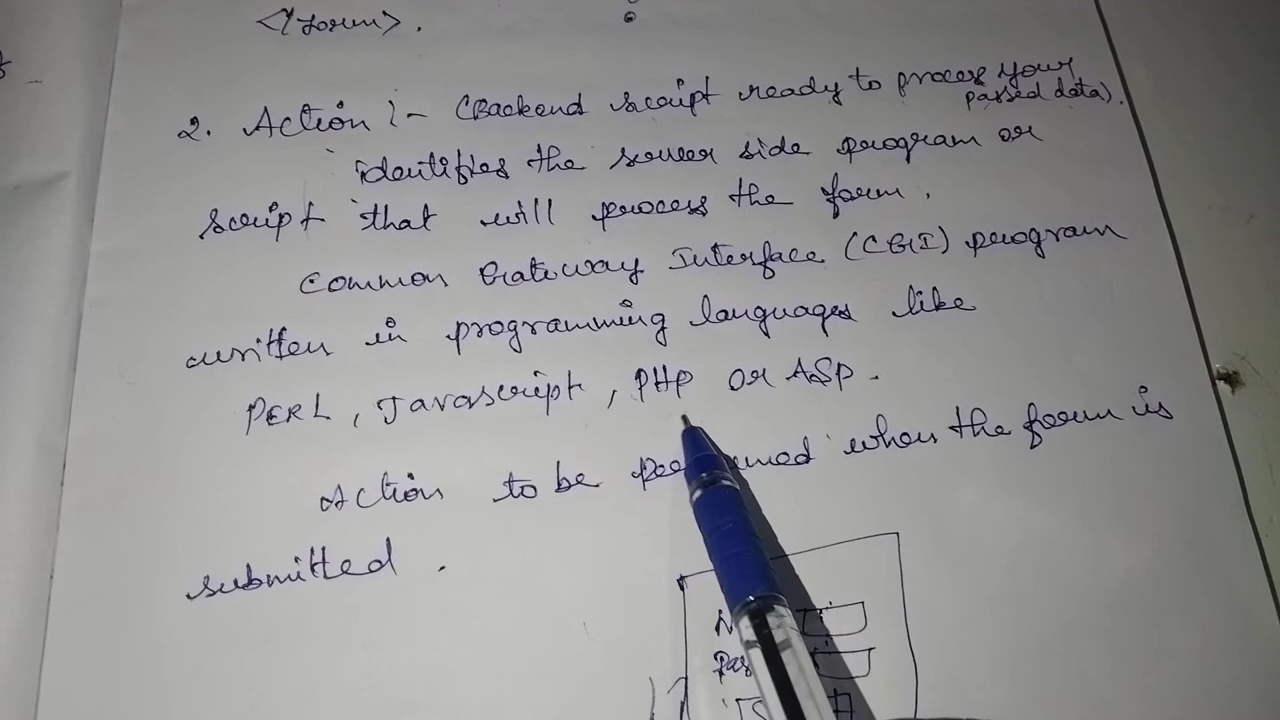 </form>.
2. Action :- (Backend script ready to process your
passed data).
identifies the server side program or
script that will process the form.
Common Gateway Interface (CGI) program
written in programming languages like
PERL, Javascript, PHP or ASP.
Action to be when the form is
submitted.